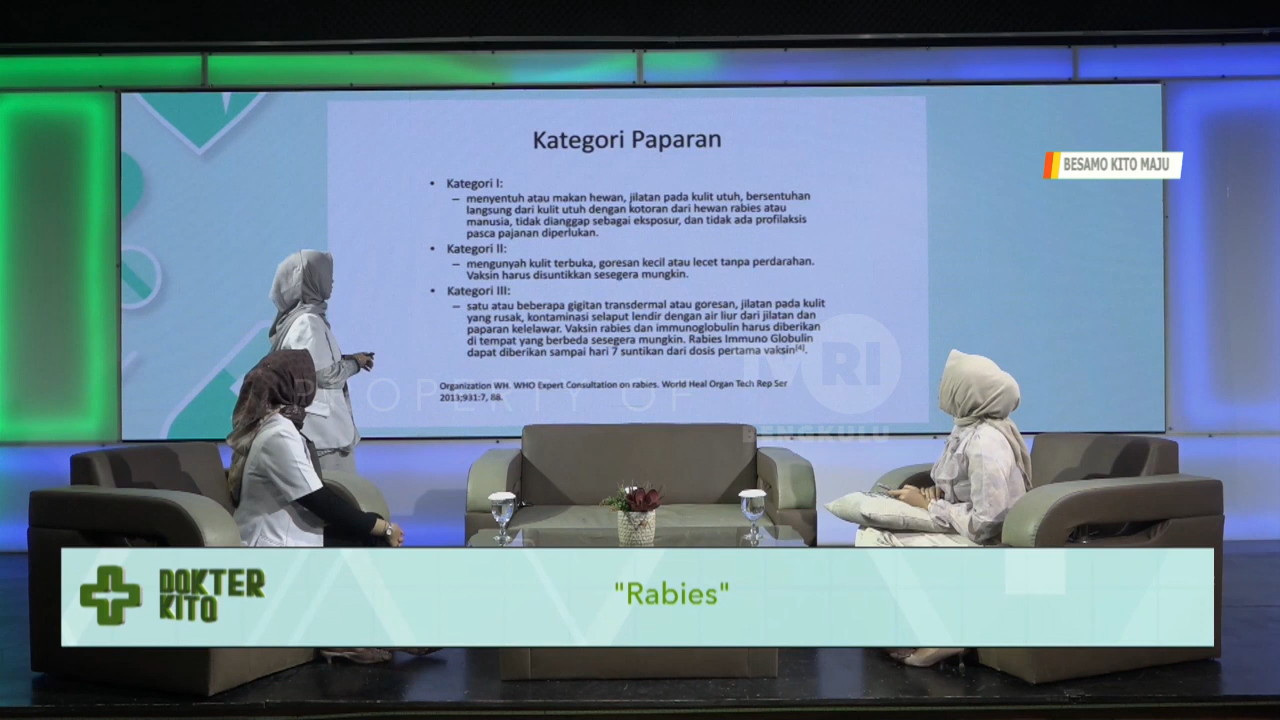 Kategori Paparan
BESAMO KITO MAJU
• Kategori I:
– menyentuh atau makan hewan, jilatan pada kulit utuh, bersentuhan
langsung dari kulit utuh dengan kotoran dari hewan rabies atau
manusia, tidak dianggap sebagai eksposur, dan tidak ada profilaksis
pasca pajanan diperlukan.
• Kategori II:
– mengunyah kulit terbuka, goresan kecil atau lecet tanpa perdarahan.
Vaksin harus disuntikkan sesegera mungkin.
• Kategori III:
– satu atau beberapa gigitan transdermal atau goresan, jilatan pada kulit
yang rusak, kontaminasi selaput lendir dengan air liur dari jilatan dan
paparan kelelawar. Vaksin rabies dan immunoglobulin harus diberikan
di tempat yang berbeda sesegera mungkin. Rabies Immuno Globulin
dapat diberikan sampai hari 7 suntikan dari dosis pertama vaksin[4].
Organization WH. WHO Expert Consultation on rabies. World Heal Organ Tech Rep Ser
2013;931:7, 88.
PROPERTY OF
TVRI
BENGKULU
DOKTER
KITO
"Rabies"